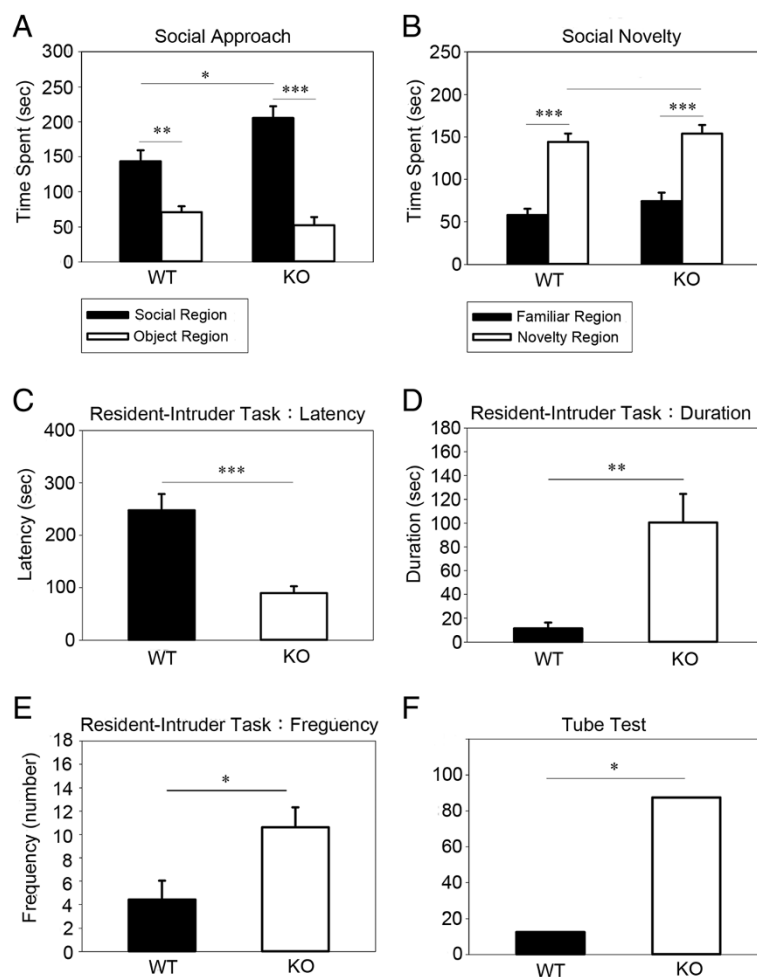 A
Social Approach
Time Spent (sec)
300
250
200
150
100
50
0
*
**
***
WT
KO
Social Region
Object Region
B
Social Novelty
Time Spent (sec)
250
200
150
100
50
0
***
***
WT
KO
Familiar Region
Novelty Region
C
Resident-Intruder Task : Latency
Latency (sec)
400
300
200
100
0
***
WT
KO
D
Resident-Intruder Task : Duration
Duration (sec)
180
160
140
120
100
80
60
40
20
0
**
WT
KO
E
Resident-Intruder Task : Freguency
Frequency (number)
18
16
14
12
10
8
6
4
2
0
*
WT
KO
F
Tube Test
100
80
60
40
20
0
*
WT
KO